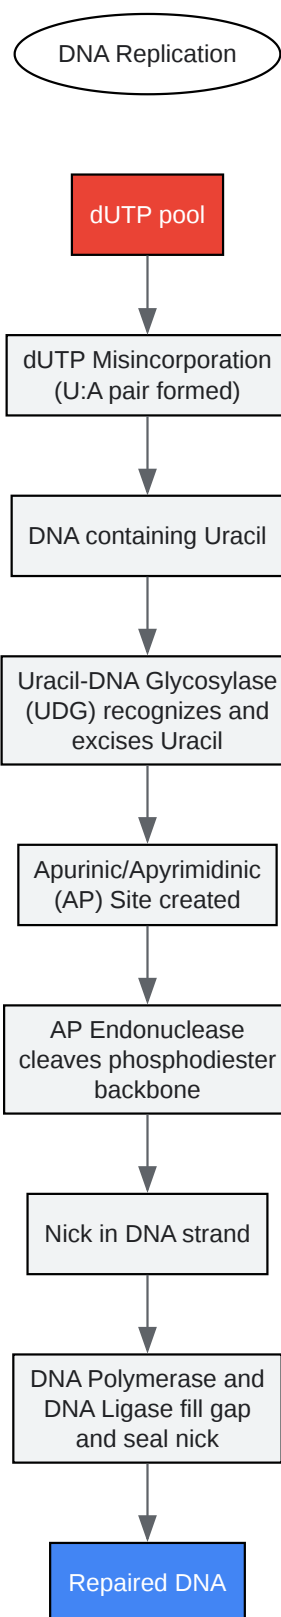 DNA Replication
dUTP pool
dUTP Misincorporation
(U:A pair formed)
DNA containing Uracil
Uracil-DNA Glycosylase
(UDG) recognizes and
excises Uracil
Apurinic/Apyrimidinic
(AP) Site created
AP Endonuclease
cleaves phosphodiester
backbone
Nick in DNA strand
DNA Polymerase and
DNA Ligase fill gap
and seal nick
Repaired DNA